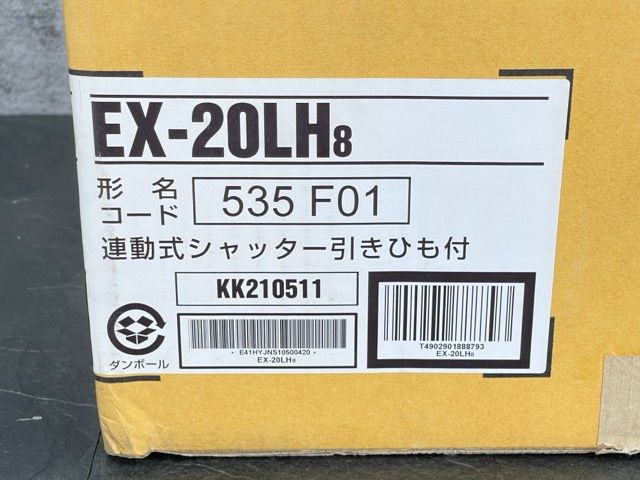 EX-20LH8
形名
コード
535 F01
連動式シャッター引きひも付
KK210511
E41HYJNS10500420
EX-20LH8
T4902901888793
EX-20LH8
ダンボール